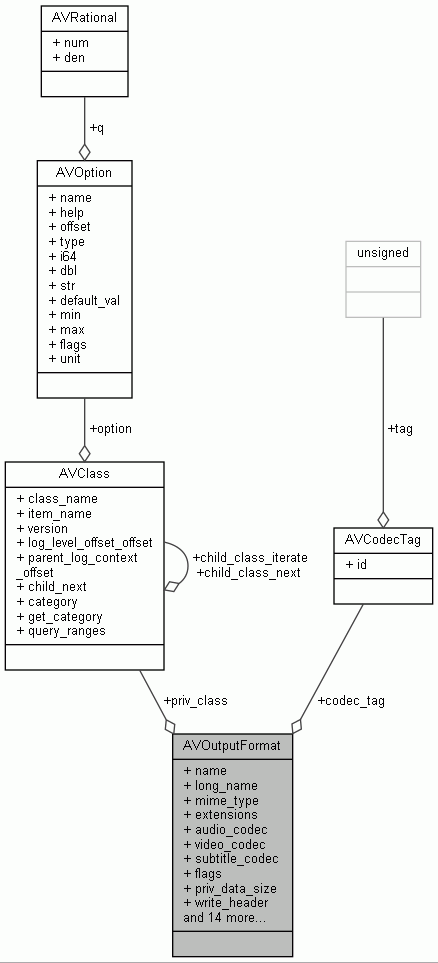 AVRational
+ num
+ den
+q
AVOption
+ name
+ help
+ offset
+ type
+ i64
+ dbl
+ str
+ default_val
+ min
+ max
+ flags
+ unit
unsigned
+option
+tag
AVClass
+ class_name
+ item_name
+ version
+ log_level_offset_offset
+ parent_log_context
_offset
+ child_next
+ category
+ get_category
+ query_ranges
+child_class_iterate
+child_class_next
AVCodecTag
+ id
+priv_class
+codec_tag
AVOutputFormat
+ name
+ long_name
+ mime_type
+ extensions
+ audio_codec
+ video_codec
+ subtitle_codec
+ flags
+ priv_data_size
+ write_header
and 14 more...